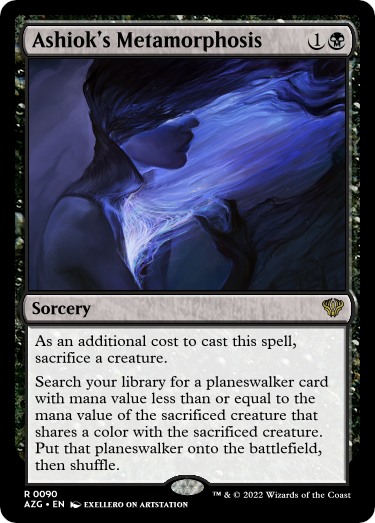 Ashiok's Metamorphosis 1
Sorcery
As an additional cost to cast this spell,
sacrifice a creature.
Search your library for a planeswalker card
with mana value less than or equal to the
mana value of the sacrificed creature that
shares a color with the sacrificed creature.
Put that planeswalker onto the battlefield,
then shuffle.
R 0090
AZG • EN EXELLERO ON ARTSTATION
™ & © 2022 Wizards of the Coast